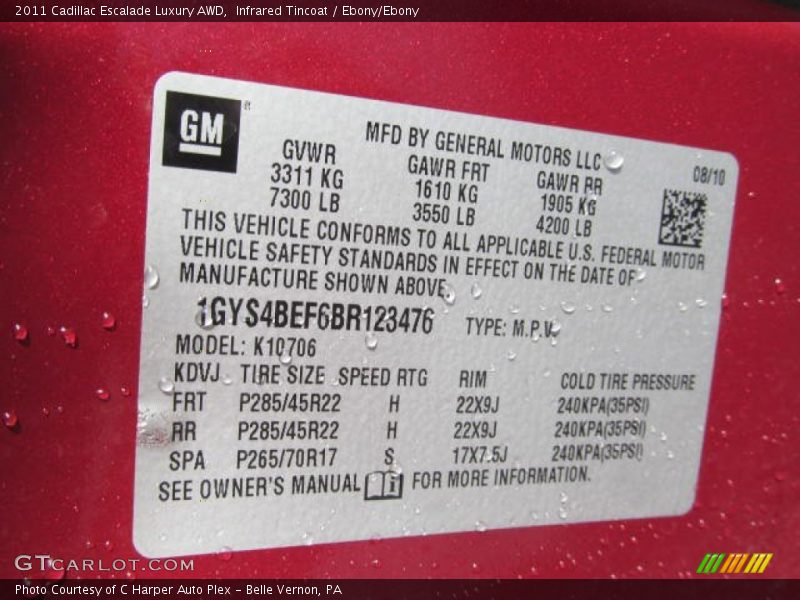 2011 Cadillac Escalade Luxury AWD, Infrared Tincoat / Ebony/Ebony
GM®
MFD BY GENERAL MOTORS LLC
08/10
GVWR GAWR FRT GAWR RR
3311 KG 1610 KG 1905 KG
7300 LB 3550 LB 4200 LB
THIS VEHICLE CONFORMS TO ALL APPLICABLE U.S. FEDERAL MOTOR
VEHICLE SAFETY STANDARDS IN EFFECT ON THE DATE OF
MANUFACTURE SHOWN ABOVE.
1GYS4BEF6BR123476 TYPE: M.P.V.
MODEL: K10706
KDVJ TIRE SIZE SPEED RTG RIM COLD TIRE PRESSURE
FRT P285/45R22 H 22X9J 240KPA(35PSI)
RR P285/45R22 H 22X9J 240KPA(35PSI)
SPA P265/70R17 S 17X7.5J 240KPA(35PSI)
SEE OWNER'S MANUAL i FOR MORE INFORMATION.
GTCARLOT.COM
Photo Courtesy of C Harper Auto Plex - Belle Vernon, PA